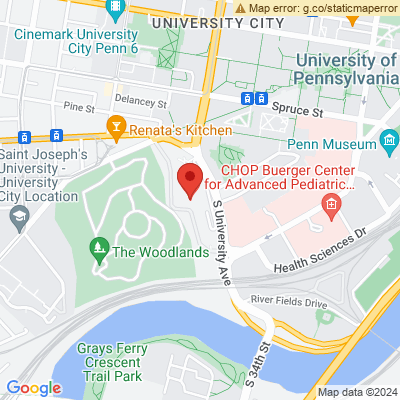 Map error: g.co/staticmaperror
UNIVERSITY CITY
Cinemark University
City Penn 6
University of
Pennsylvania
Delancey St
Pine St
Spruce St
Renata's Kitchen
Penn Museum
Saint Joseph's
University -
University
City Location
CHOP Buerger Center
for Advanced Pediatric...
S University Ave
The Woodlands
Health Sciences Dr
River Fields Drive
Grays Ferry
Crescent
Trail Park
S 34th St
Google
Map data ©2024